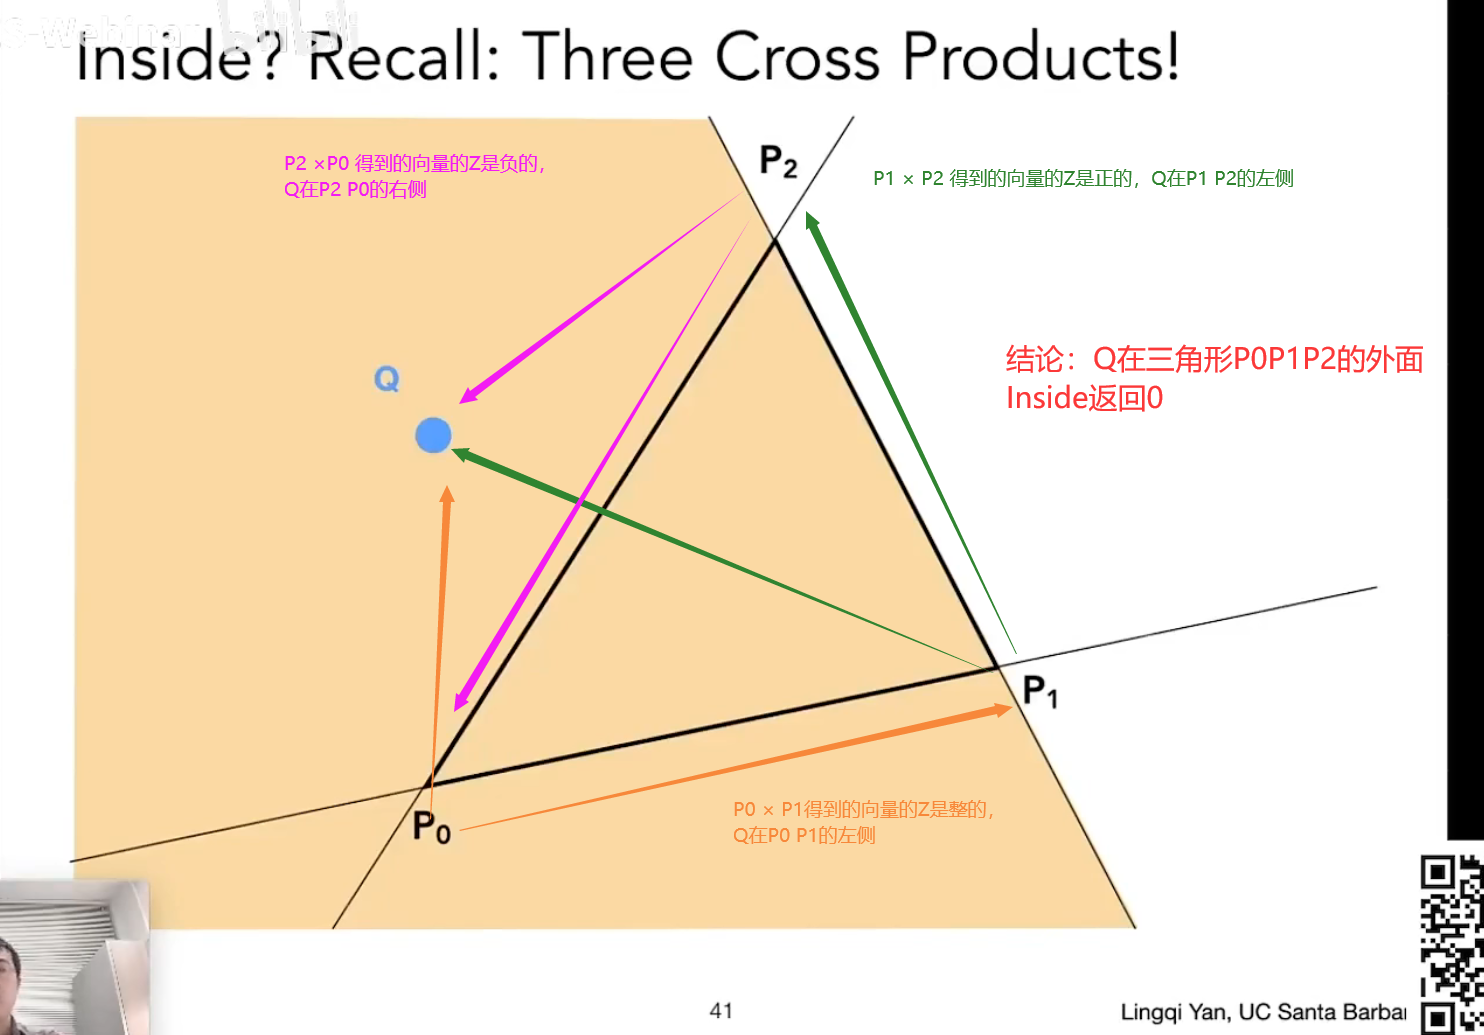 Inside? Recall: Three Cross Products!
P2 ×P0 得到的向量的Z是负的，
Q在P2 P0的右侧
P2
P1 × P2 得到的向量的Z是正的，Q在P1 P2的左侧
结论：Q在三角形P0P1P2的外面
Inside返回0
Q
P1
P0 × P1得到的向量的Z是整的，
Q在P0 P1的左侧
P0
41
Lingqi Yan, UC Santa Barbar